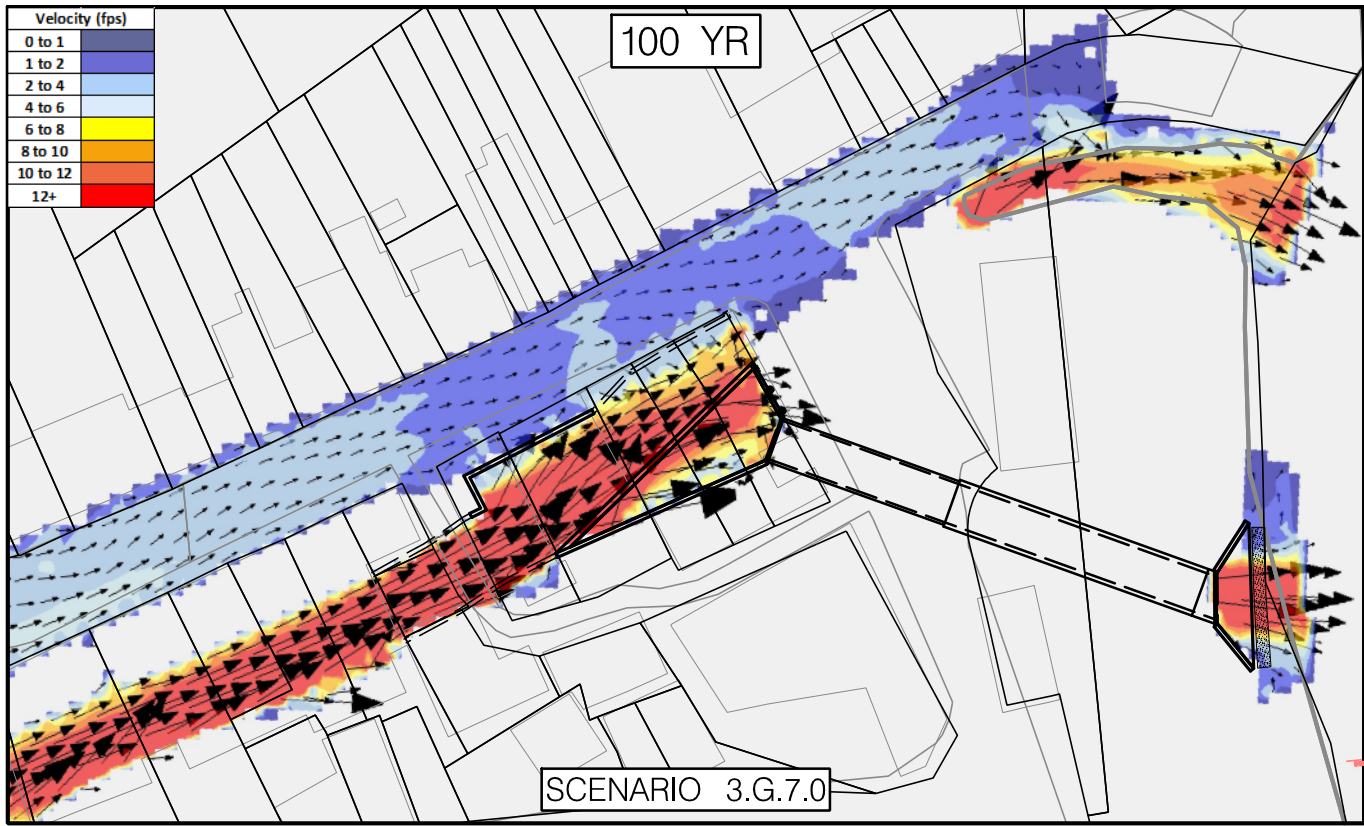 Velocity (fps)
0 to 1
1 to 2
2 to 4
4 to 6
6 to 8
8 to 10
10 to 12
12+
100 YR
SCENARIO 3.G.7.0